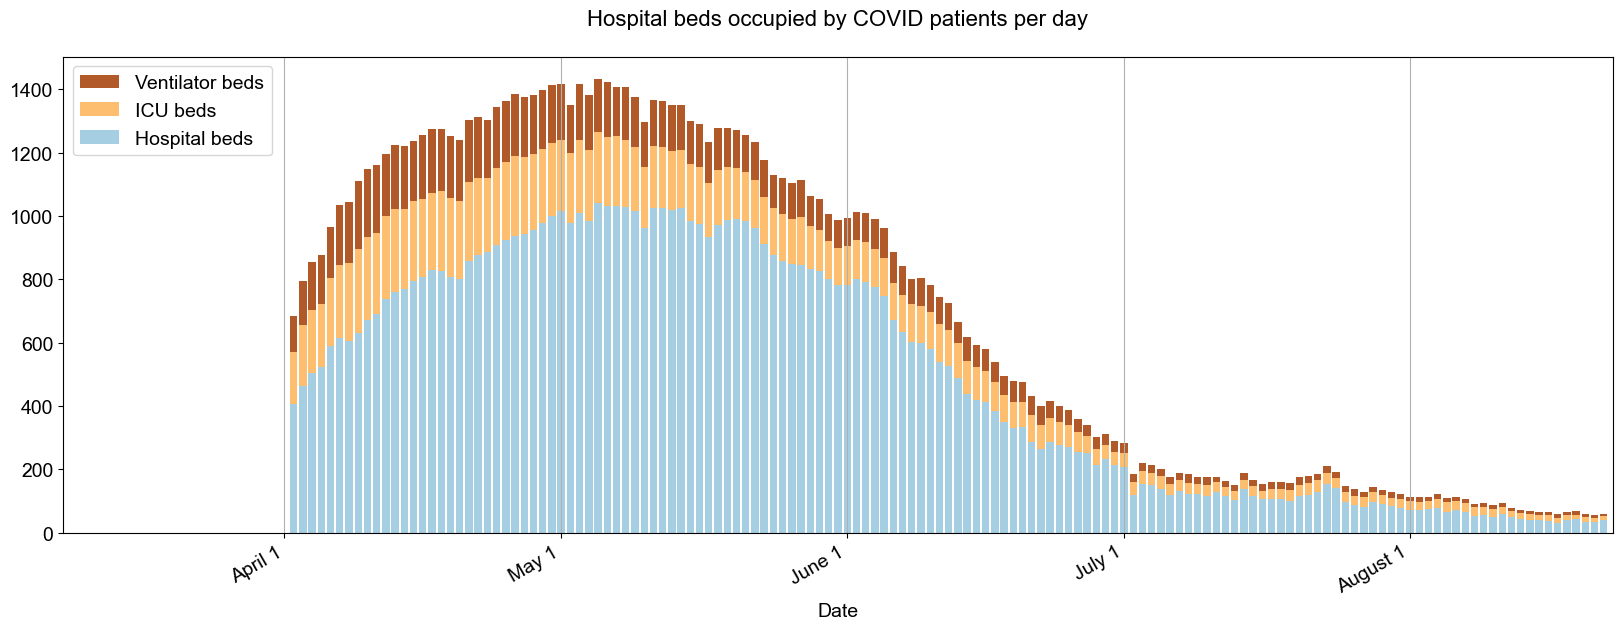 Hospital beds occupied by COVID patients per day
Ventilator beds
ICU beds
Hospital beds
1400
1200
1000
800
600
400
200
0
April 1
May 1
June 1
July 1
August 1
Date